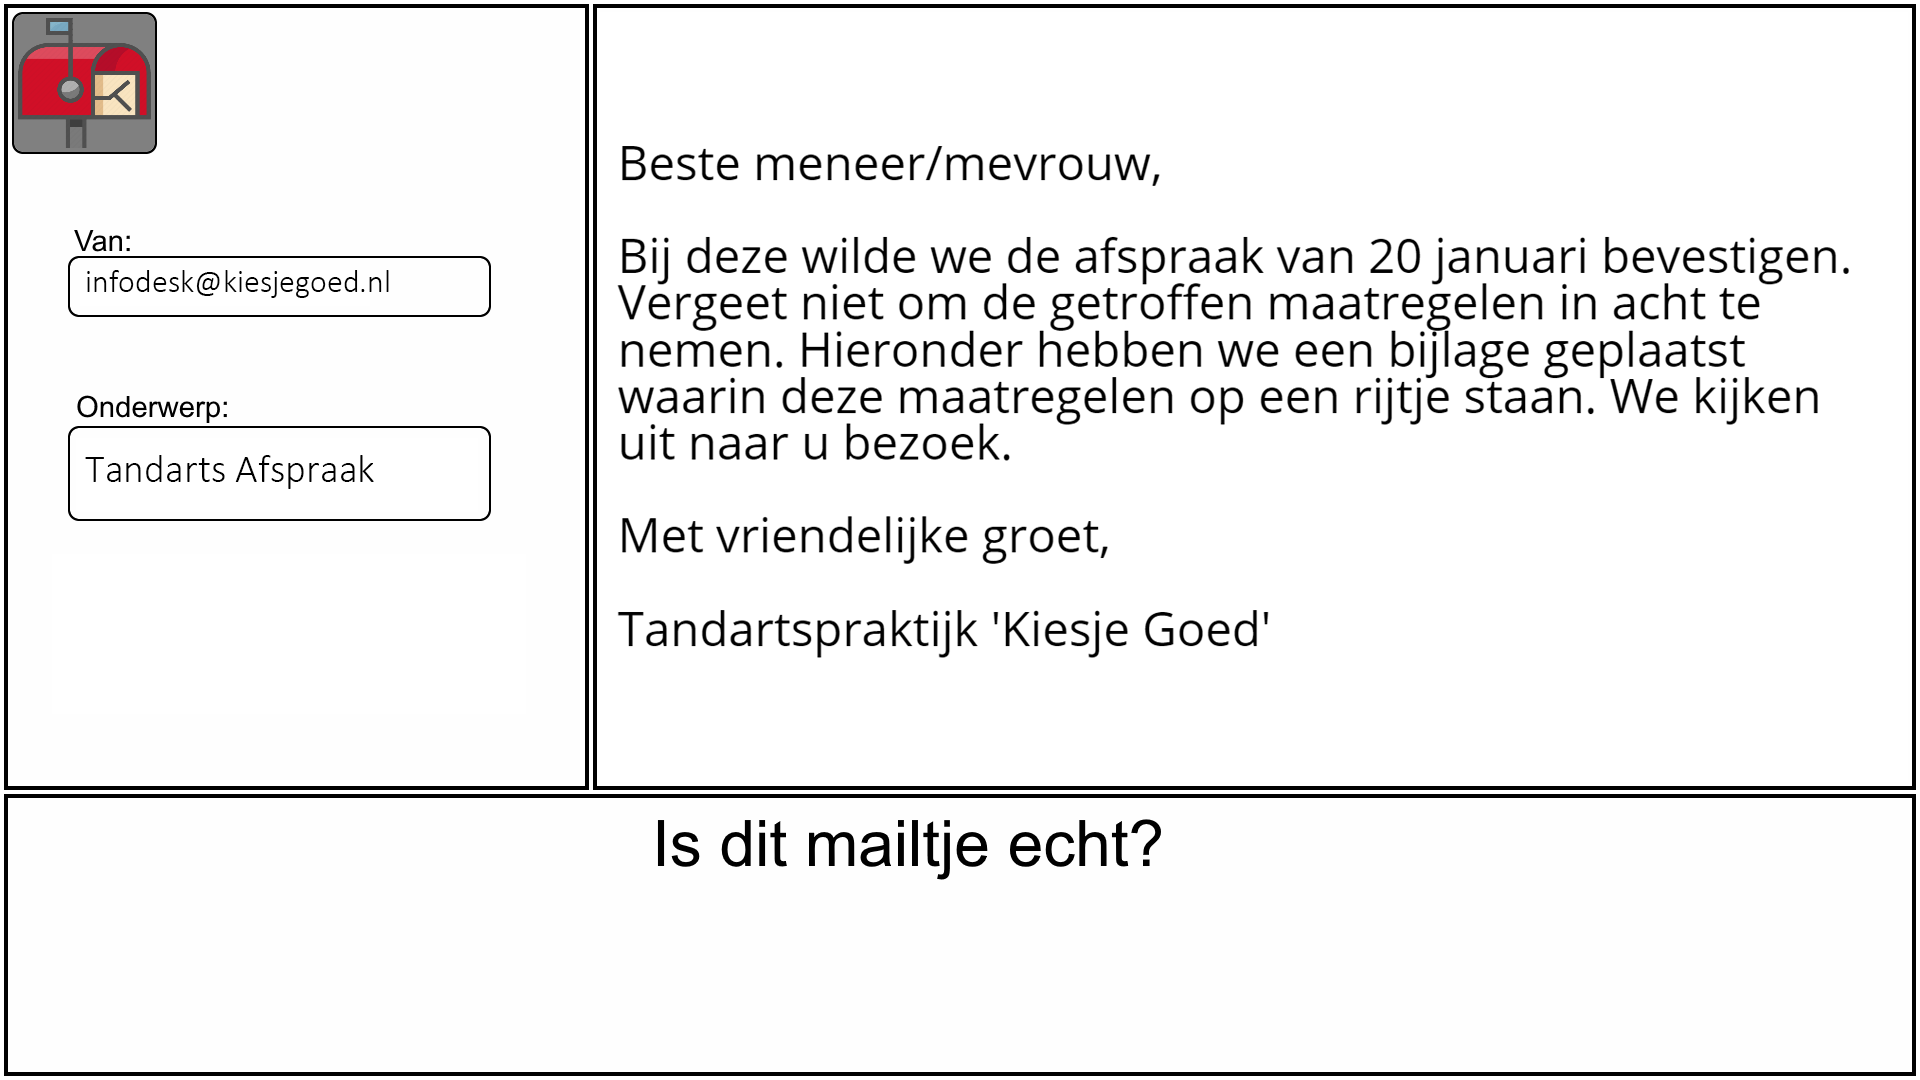 Van:
infodesk@kiesjegoed.nl
Onderwerp:
Tandarts Afspraak
Beste meneer/mevrouw,
Bij deze wilde we de afspraak van 20 januari bevestigen.
Vergeet niet om de getroffen maatregelen in acht te
nemen. Hieronder hebben we een bijlage geplaatst
waarin deze maatregelen op een rijtje staan. We kijken
uit naar u bezoek.
Met vriendelijke groet,
Tandartspraktijk 'Kiesje Goed'
Is dit mailtje echt?